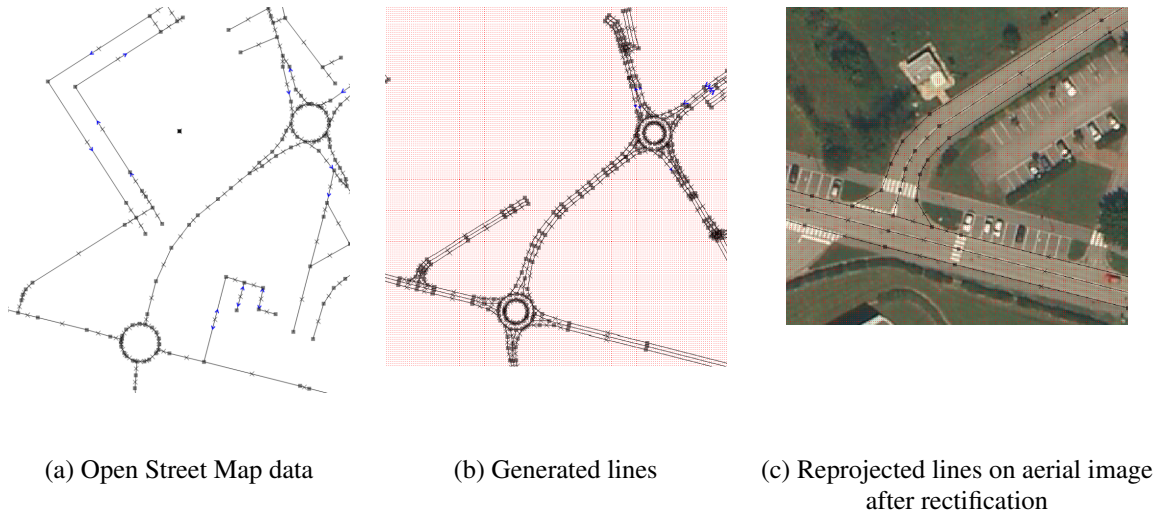 (a) Open Street Map data
(b) Generated lines
(c) Reprojected lines on aerial image
after rectification